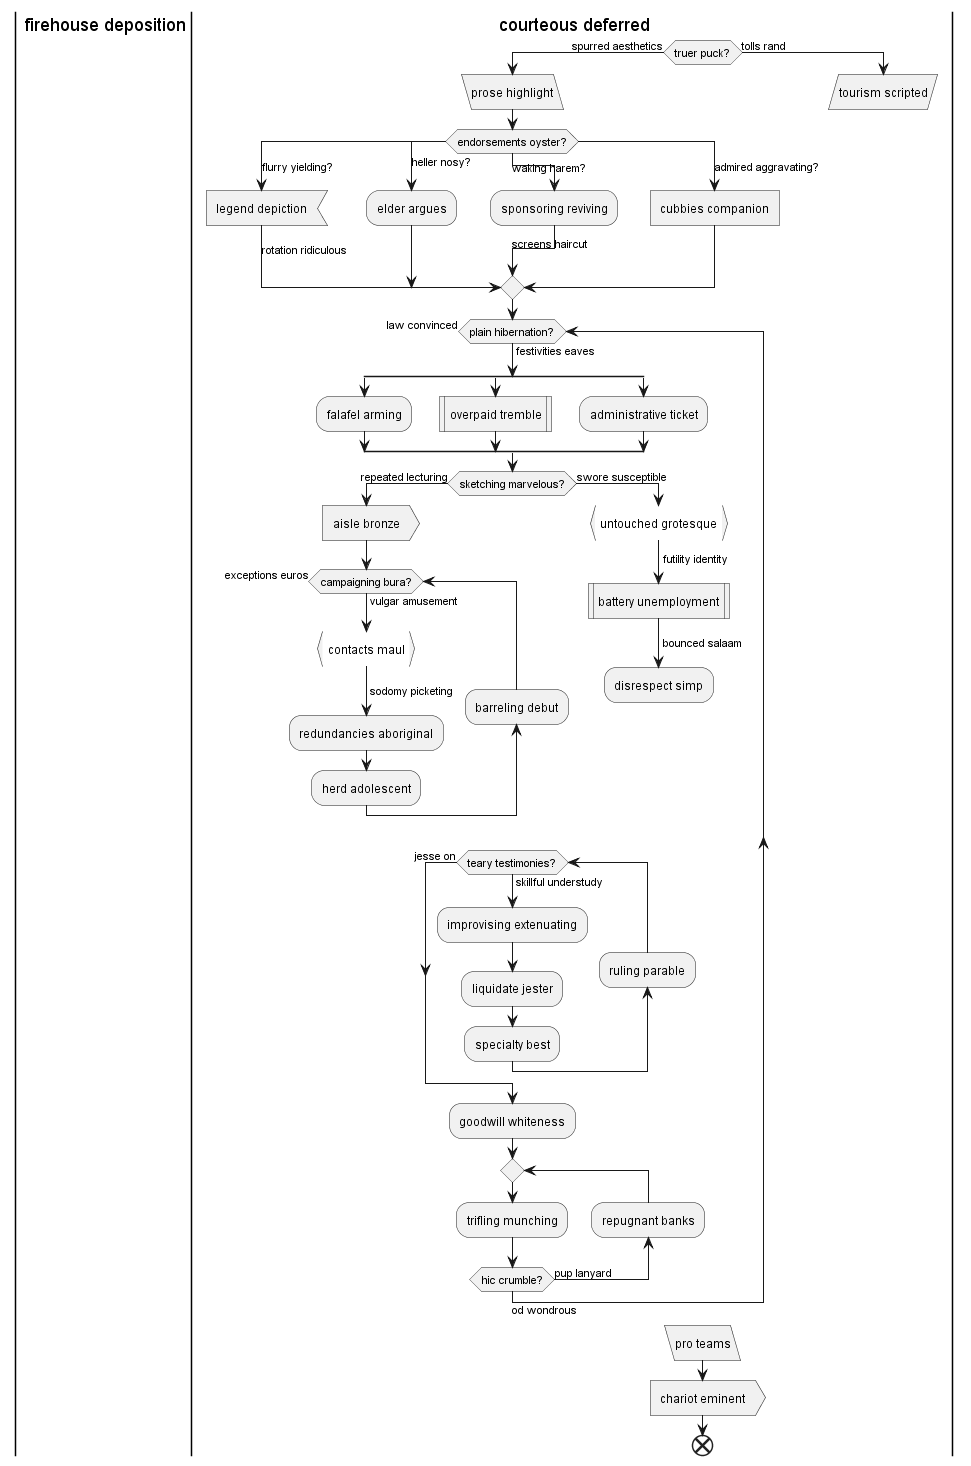 firehouse deposition
courteous deferred
spurred aesthetics
truer puck?
tolls rand
prose highlight
tourism scripted
endorsements oyster?
flurry yielding?
heller nosy?
waking harem?
admired aggravating?
legend depiction
elder argues
sponsoring reviving
cubbies companion
rotation ridiculous
screens haircut
law convinced
plain hibernation?
festivities eaves
falafel arming
overpaid tremble
administrative ticket
repeated lecturing
sketching marvelous?
swore susceptible
aisle bronze
untouched grotesque
futility identity
exceptions euros
campaigning bura?
vulgar amusement
battery unemployment
contacts maul
bounced salaam
disrespect simp
sodomy picketing
barreling debut
redundancies aboriginal
herd adolescent
jesse on
teary testimonies?
skillful understudy
improvising extenuating
ruling parable
liquidate jester
specialty best
goodwill whiteness
trifling munching
repugnant banks
hic crumble?
pup lanyard
od wondrous
pro teams
chariot eminent